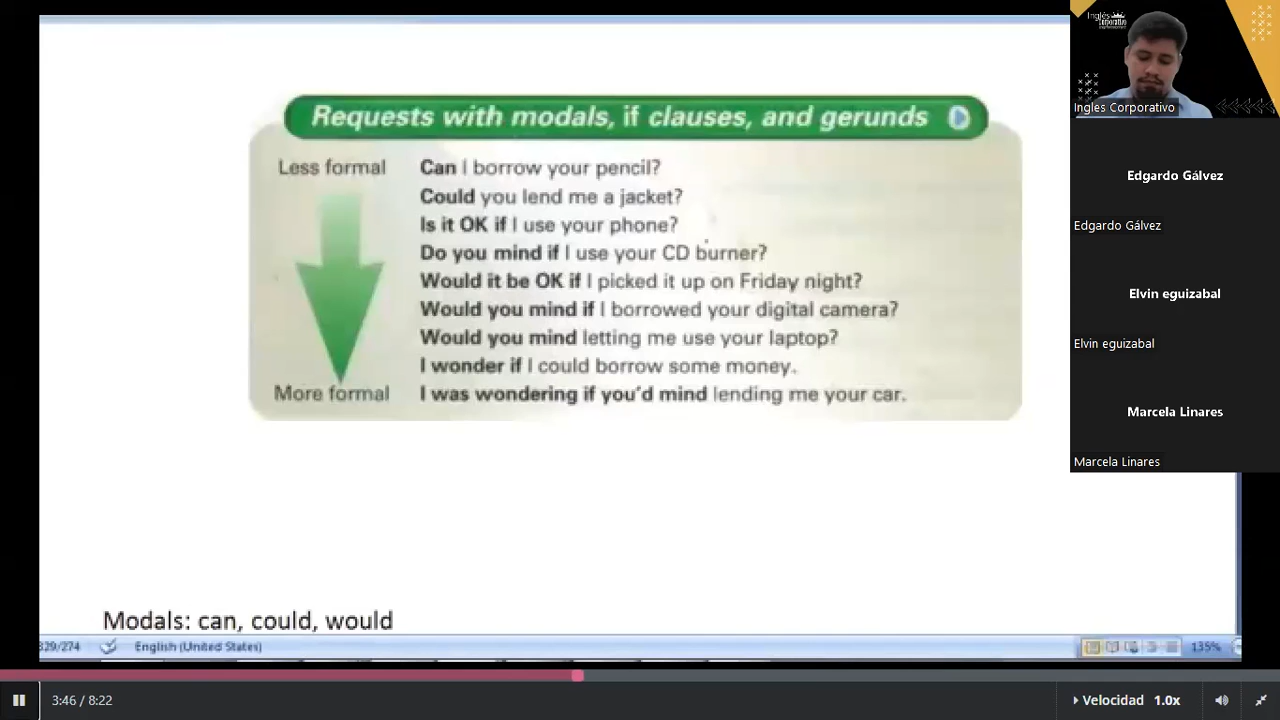 Requests with modals, if clauses, and gerunds
Less formal
Can I borrow your pencil?
Could you lend me a jacket?
Is it OK if I use your phone?
Do you mind if I use your CD burner?
Would it be OK if I picked it up on Friday night?
Would you mind if I borrowed your digital camera?
Would you mind letting me use your laptop?
I wonder if I could borrow some money.
More formal
I was wondering if you'd mind lending me your car.
Modals: can, could, would
329/274
English (United States)
135%
Inglés
Corporativo
Ingles Corporativo
Edgardo Gálvez
Edgardo Gálvez
Elvin eguizabal
Elvin eguizabal
Marcela Linares
Marcela Linares
3:46 / 8:22
Velocidad 1.0x